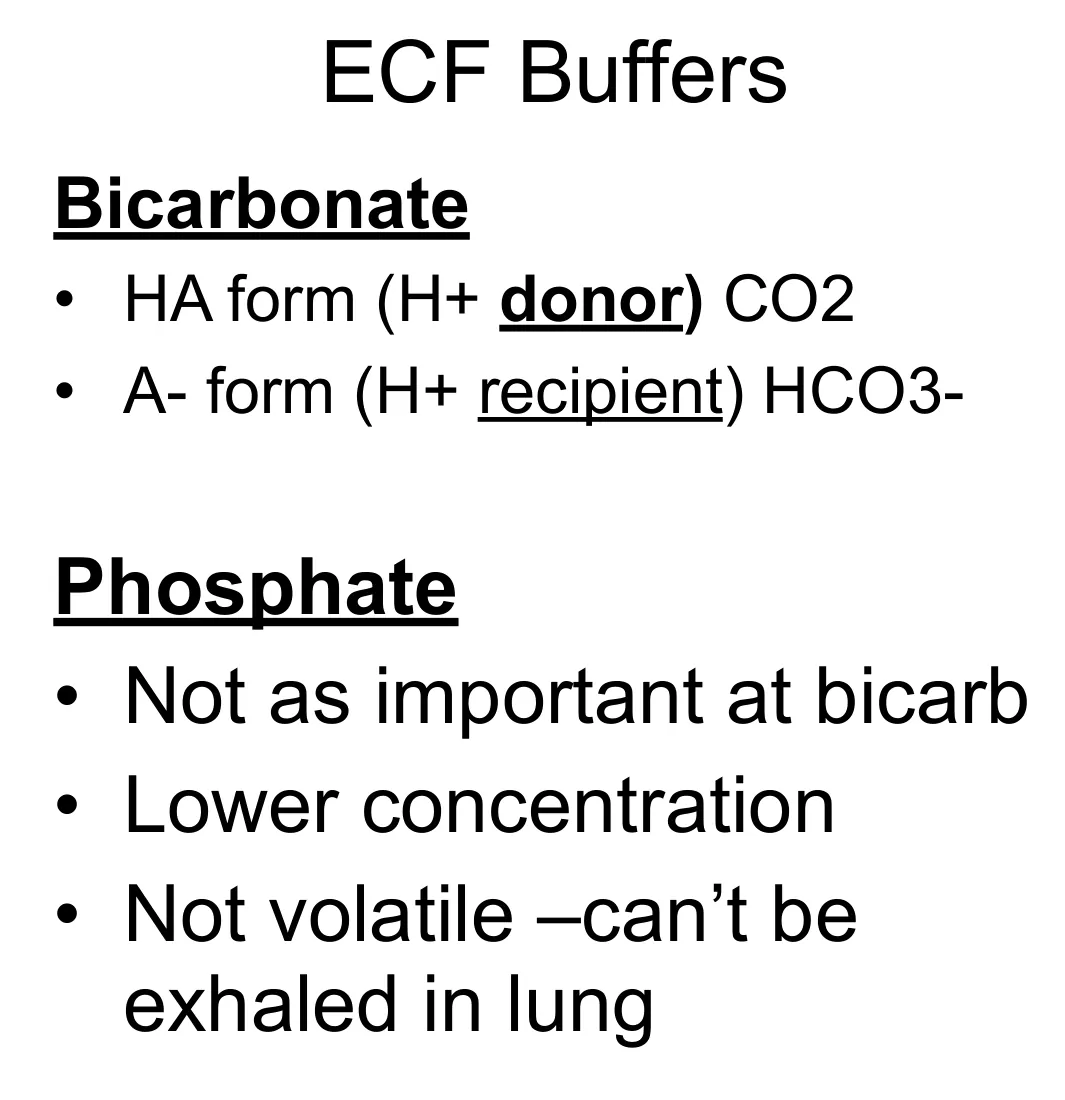 ECF Buffers
Bicarbonate
• HA form (H+ donor) CO2
• A- form (H+ recipient) HCO3-
Phosphate
• Not as important at bicarb
• Lower concentration
• Not volatile –can’t be
exhaled in lung